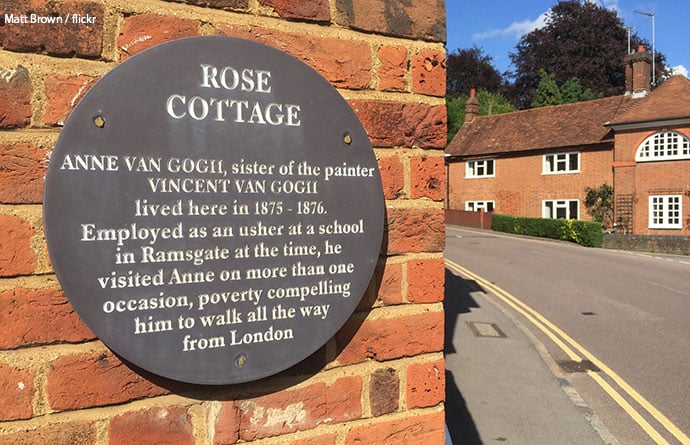 Matt Brown / flickr
ROSE
COTTAGE
ANNE VAN GOGH, sister of the painter
VINCENT VAN GOGH
lived here in 1875 - 1876.
Employed as an usher at a school
in Ramsgate at the time, he
visited Anne on more than one
occasion, poverty compelling
him to walk all the way
from London